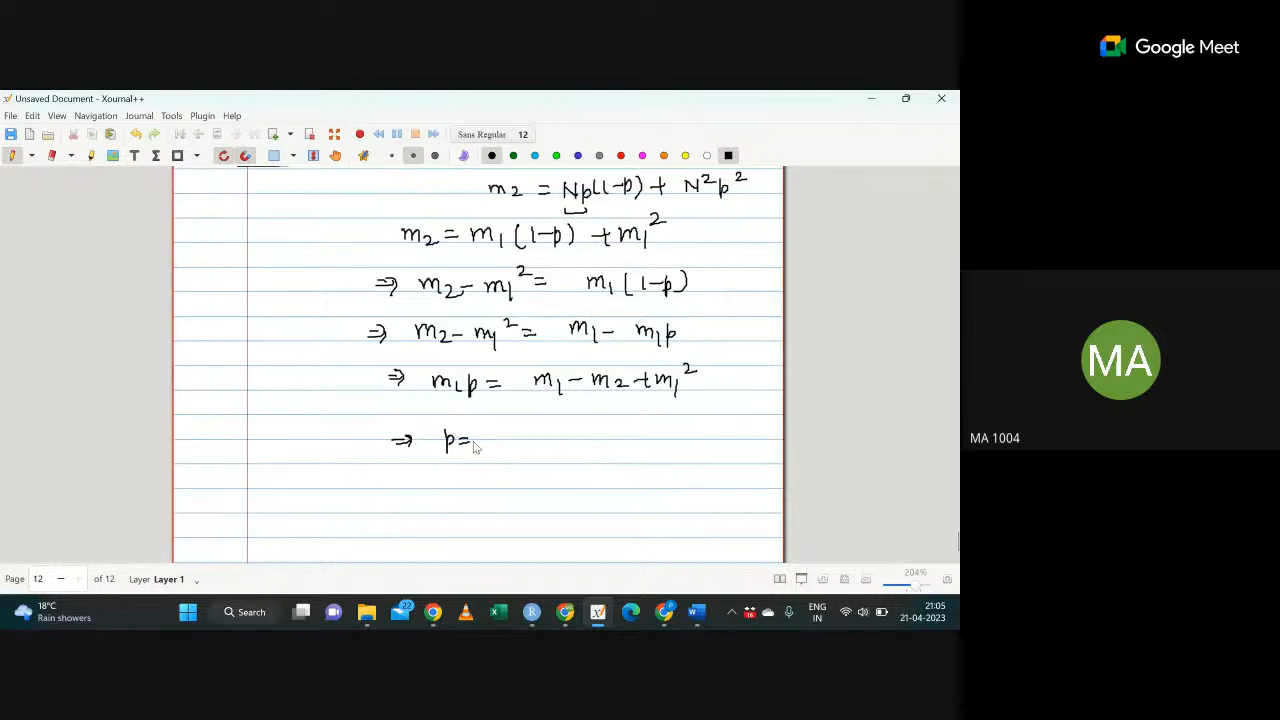 Google Meet
Unsaved Document - Xournal++
File Edit View Navigation Journal Tools Plugin Help
Sans Regular 12
m₂ = Np(1-p) + N²p²
m₂ = m₁(1-p) + m₁²
⇒ m₂ - m₁² = m₁(1-p)
⇒ m₂ - m₁² = m₁ - m₁p
⇒ m₁p = m₁ - m₂ + m₁²
⇒ p =
MA
MA 1004
Page 12 of 12 Layer Layer 1
204%
18°C
Rain showers
Search
22
16
ENG
IN
21:05
21-04-2023